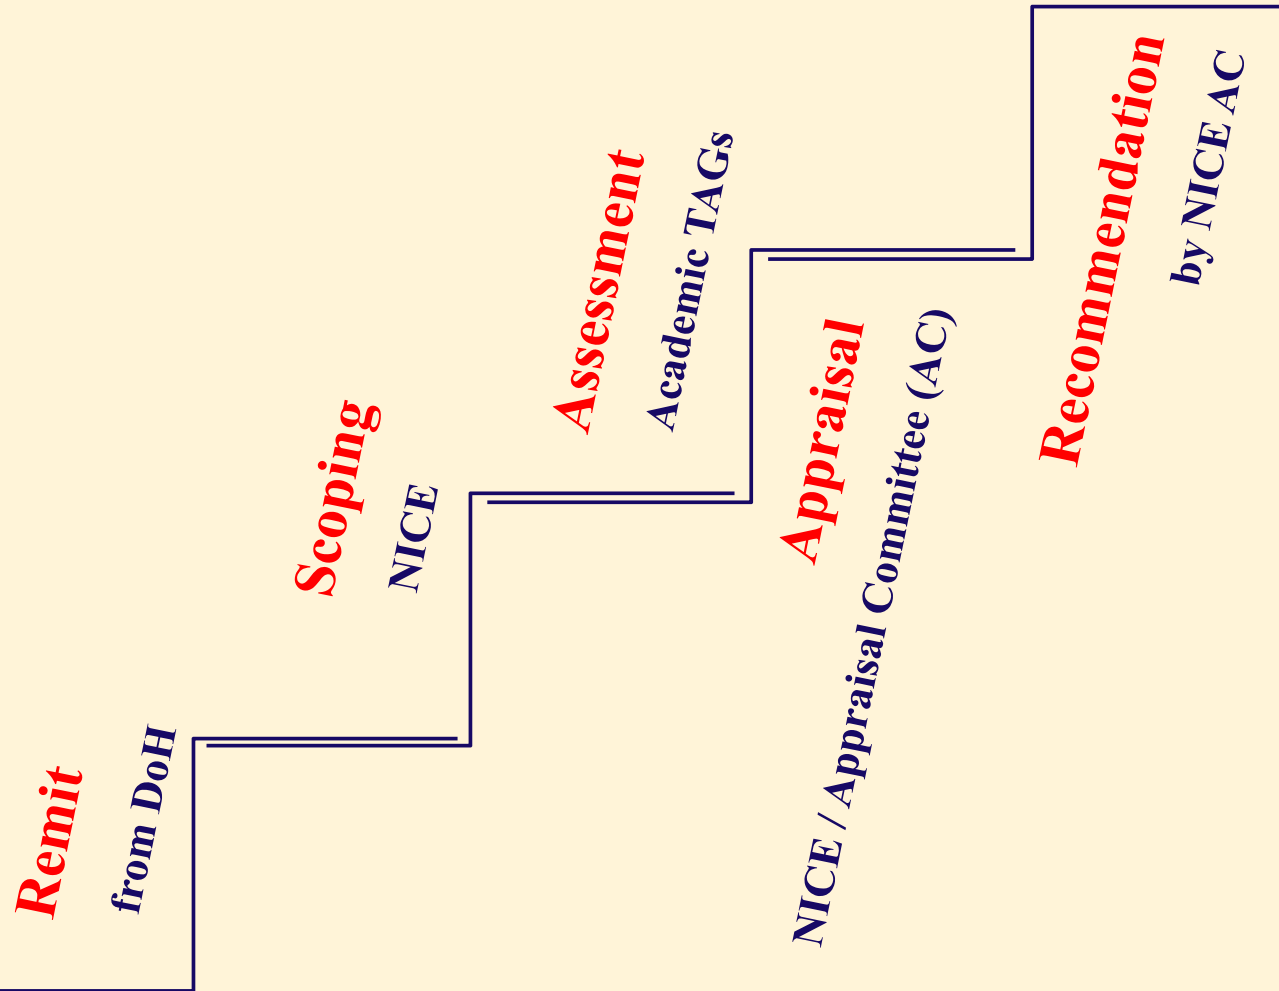 Remit
from DoH
Scoping
NICE
Assessment
Academic TAGs
Appraisal
NICE / Appraisal Committee (AC)
Recommendation
by NICE AC